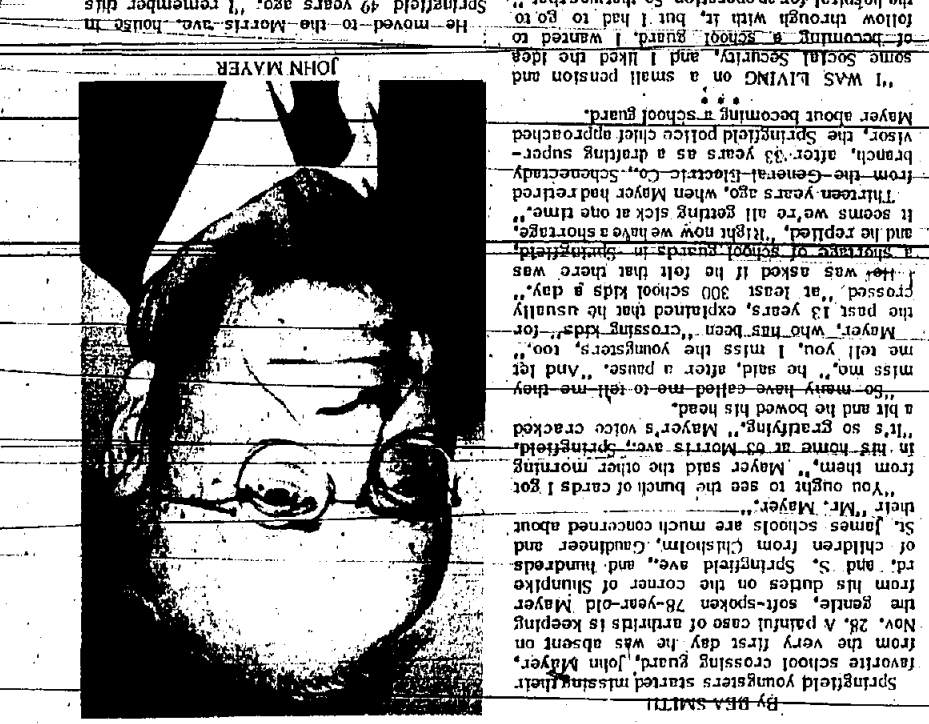 By BEA SMITH
Springfield youngsters started missing their
favorite school crossing guard, John Mayer,
from the very first day he was absent on
Nov. 28. A painful case of arthritis is keeping
the gentle, soft-spoken 78-year-old Mayer
from his duties on the corner of Shunpike
rd. and S. Springfield ave., and hundreds
of children from Chisholm, Gaudineer and
St. James schools are much concerned about
their "Mr. Mayer."
"You ought to see the bunch of cards I got
from them," Mayer said the other morning
in his home at 63 Morris ave., Springfield.
"It's so gratifying." Mayer's voice cracked
a bit and he bowed his head.
"So many have called me to tell me they
miss me," he said, after a pause. "And let
me tell you, I miss the youngsters, too."
Mayer, who has been "crossing kids" for
the past 13 years, explained that he usually
crossed "at least 300 school kids a day."
He was asked if he felt that there was
a shortage of school guards in Springfield,
and he replied, "Right now we have a shortage.
It seems we're all getting sick at one time."
Thirteen years ago, when Mayer had retired
from the General Electric Co., Schenectady
branch, after 33 years as a drafting super-
visor, the Springfield police chief approached
Mayer about becoming a school guard.
* * *
"I WAS LIVING on a small pension and
some Social Security, and I liked the idea
of becoming a school guard. I wanted to
follow through with it, but I had to go to
the hospital for an operation. So that was that."
JOHN MAYER
He moved to the Morris ave. house in
Springfield 49 years ago. "I remember this